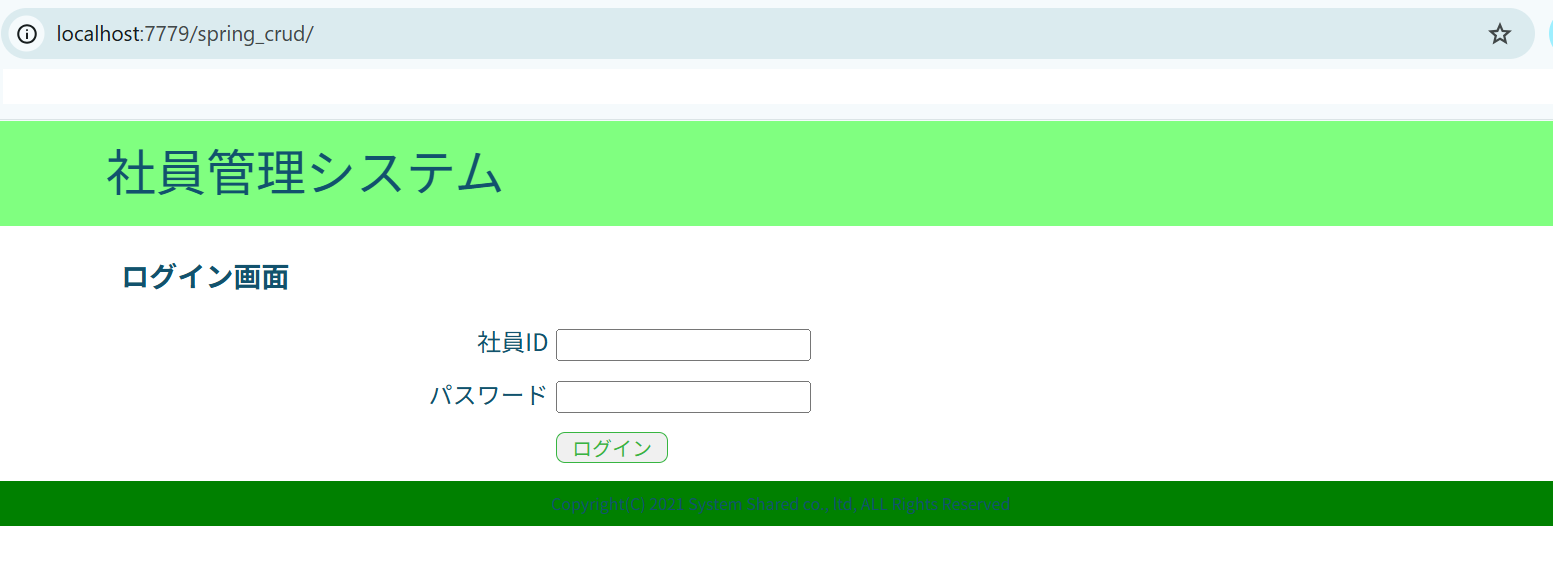 localhost:7779/spring_crud/
社員管理システム
ログイン画面
社員ID
パスワード
ログイン
Copyright(C) 2021 System Shared co., ltd, ALL Rights Reserved